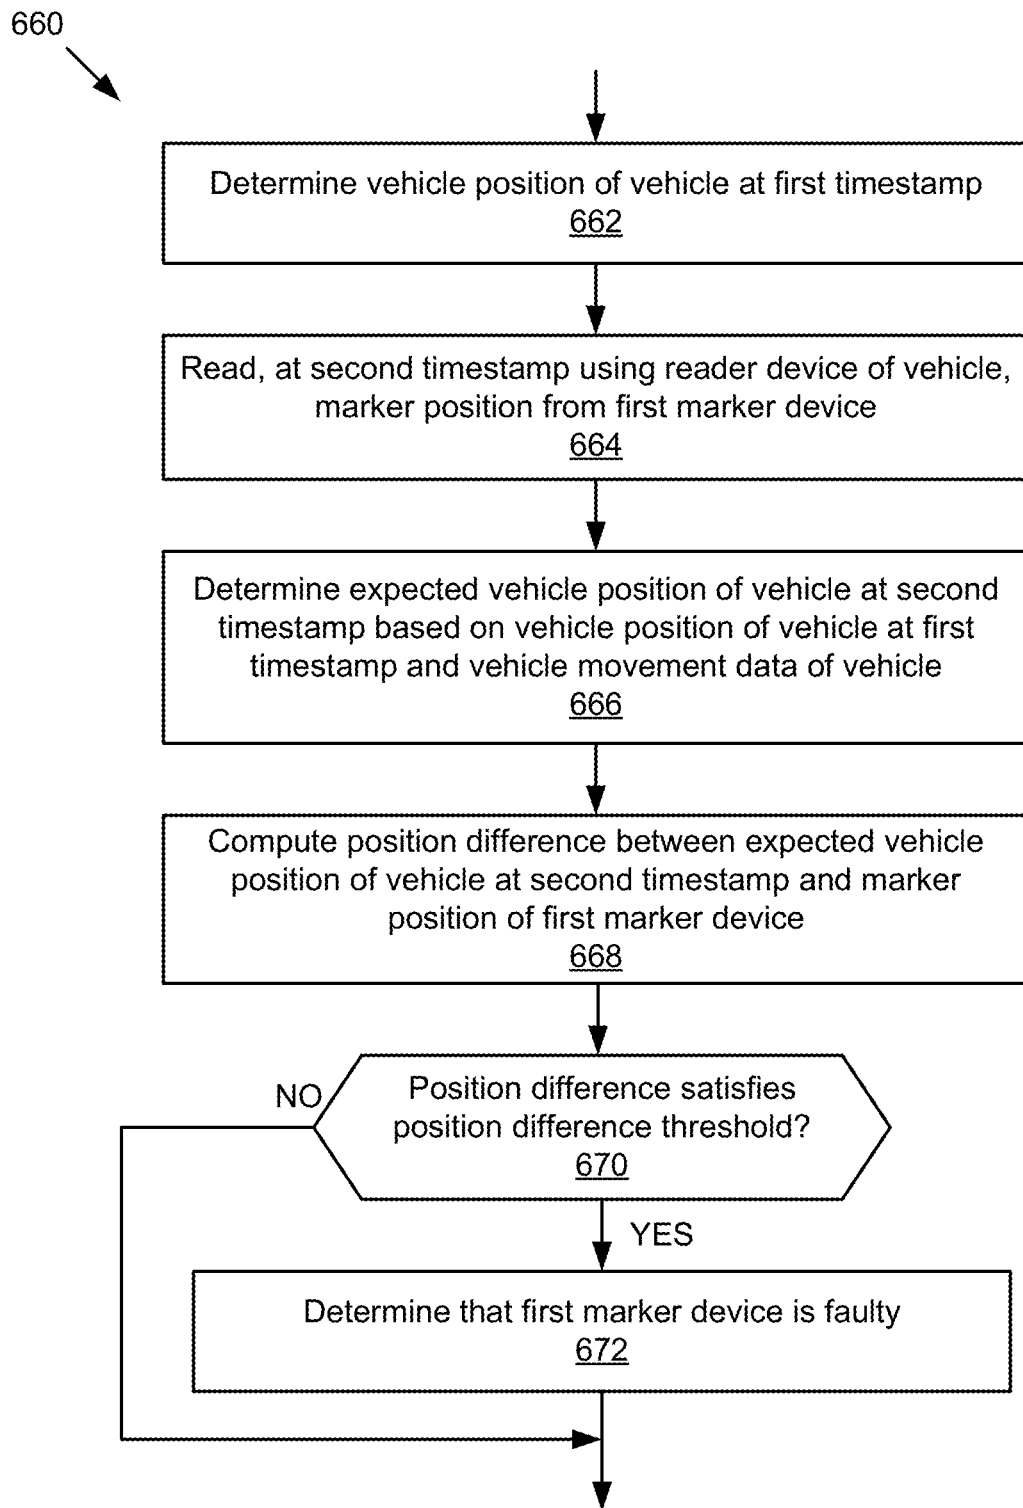 660
Determine vehicle position of vehicle at first timestamp
662
Read, at second timestamp using reader device of vehicle,
marker position from first marker device
664
Determine expected vehicle position of vehicle at second
timestamp based on vehicle position of vehicle at first
timestamp and vehicle movement data of vehicle
666
Compute position difference between expected vehicle
position of vehicle at second timestamp and marker
position of first marker device
668
NO
Position difference satisfies
position difference threshold?
670
YES
Determine that first marker device is faulty
672